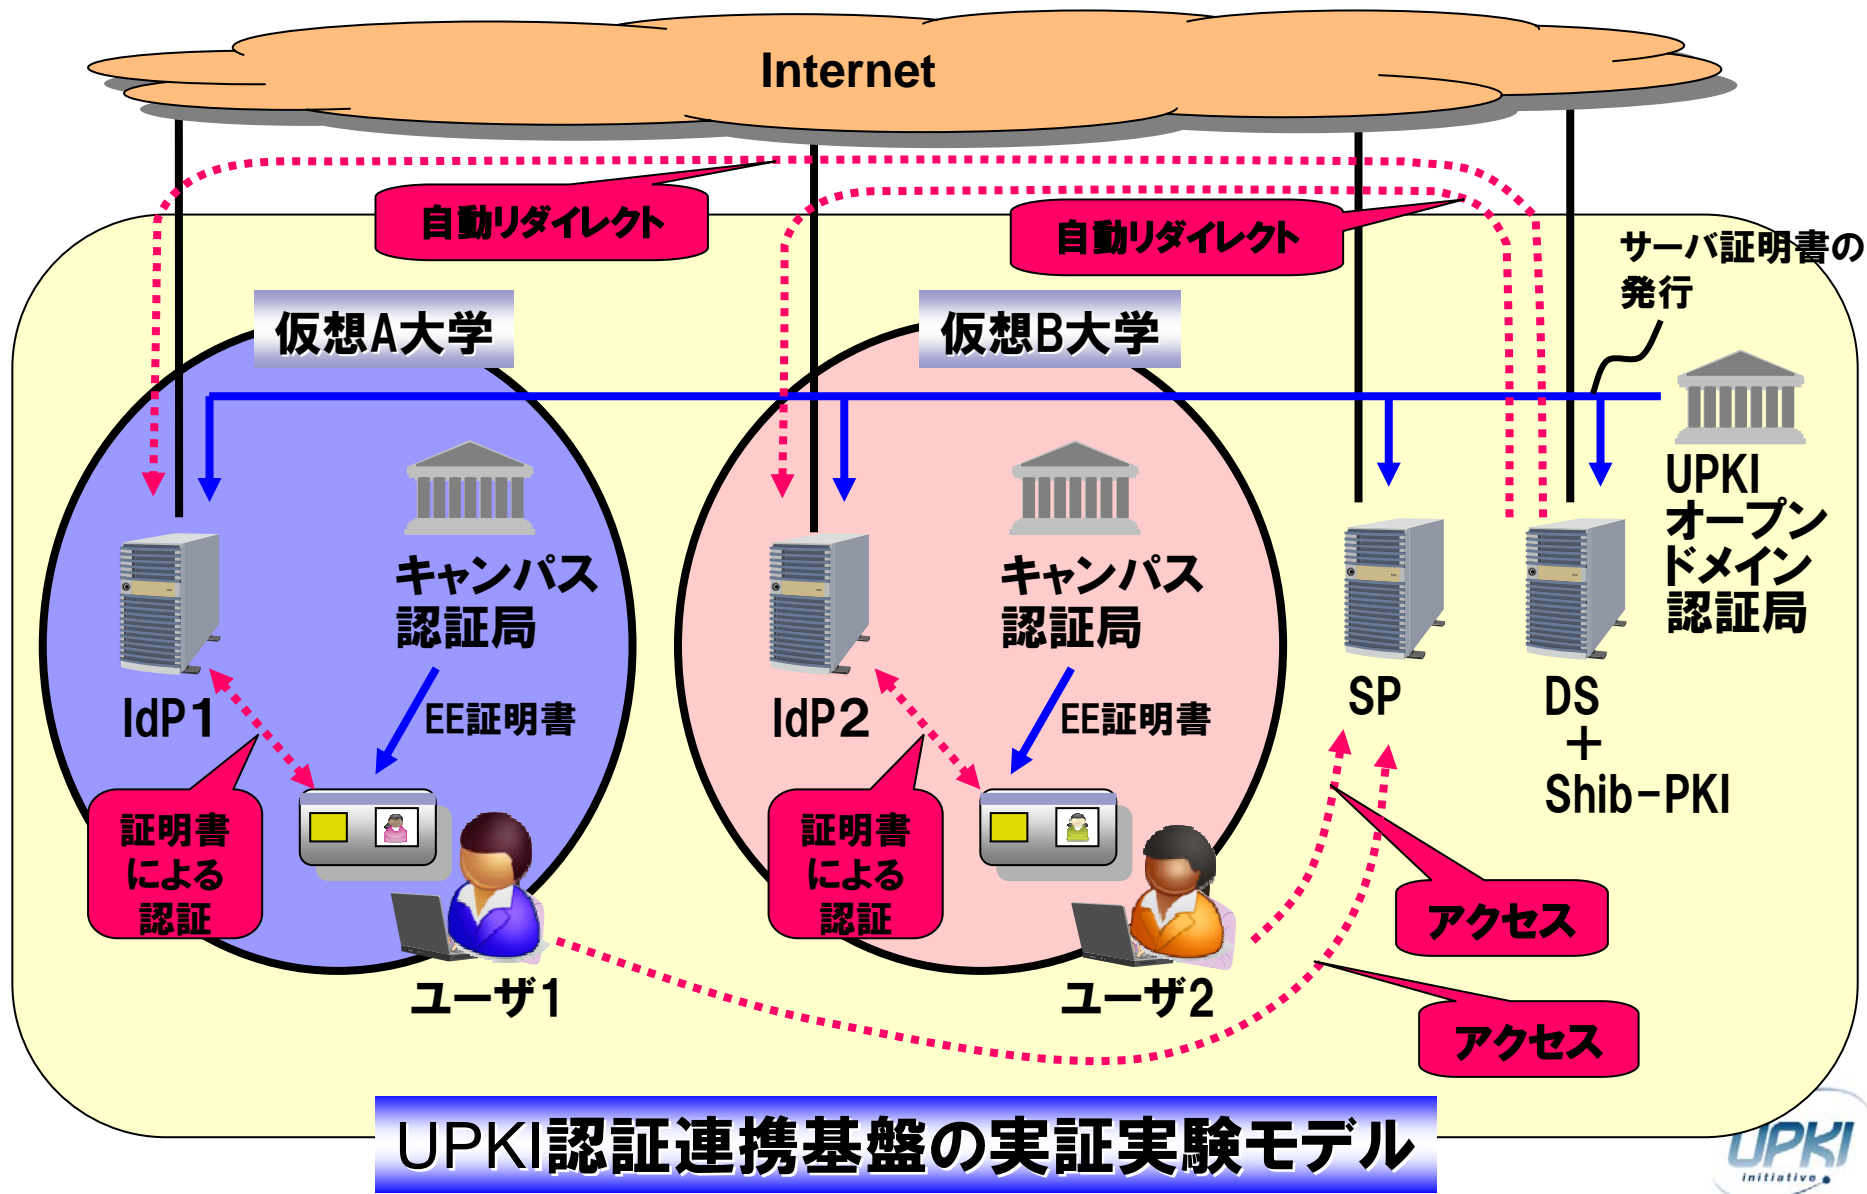 Internet
自動リダイレクト
自動リダイレクト
サーバ証明書の
発行
仮想A大学
仮想B大学
UPKI
オープン
ドメイン
認証局
キャンパス
認証局
キャンパス
認証局
IdP1
EE証明書
IdP2
EE証明書
SP
DS
+
Shib-PKI
証明書
による
認証
証明書
による
認証
アクセス
アクセス
ユーザ1
ユーザ2
UPKI認証連携基盤の実証実験モデル
UPKI
initiative